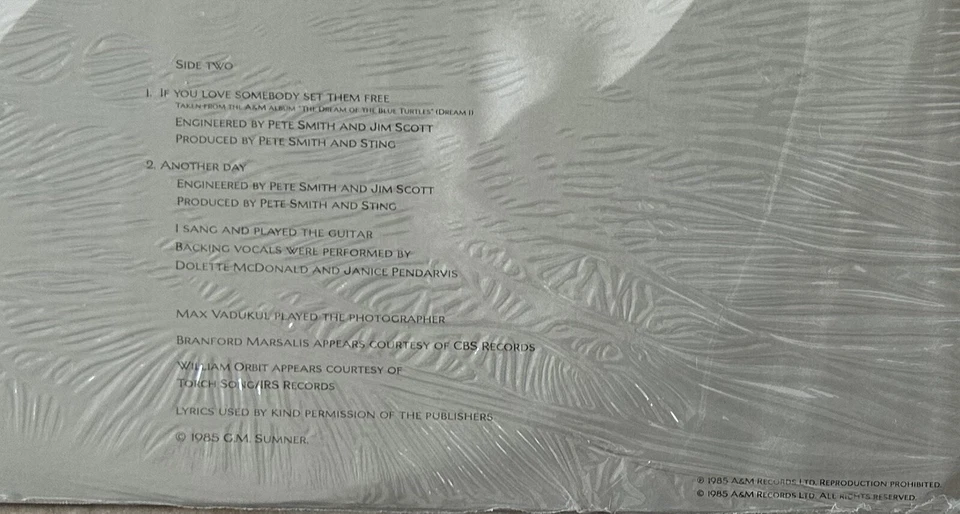 SIDE TWO
1. IF YOU LOVE SOMEBODY SET THEM FREE
TAKEN FROM THE A&M ALBUM "THE DREAM OF THE BLUE TURTLES" (DREAM 1)
ENGINEERED BY PETE SMITH AND JIM SCOTT
PRODUCED BY PETE SMITH AND STING
2. ANOTHER DAY
ENGINEERED BY PETE SMITH AND JIM SCOTT
PRODUCED BY PETE SMITH AND STING
I SANG AND PLAYED THE GUITAR
BACKING VOCALS WERE PERFORMED BY
DOLETTE MCDONALD AND JANICE PENDARVIS
MAX VADUKUL PLAYED THE PHOTOGRAPHER
BRANFORD MARSALIS APPEARS COURTESY OF CBS RECORDS
WILLIAM ORBIT APPEARS COURTESY OF
TORCH SONG/IRS RECORDS
LYRICS USED BY KIND PERMISSION OF THE PUBLISHERS
© 1985 G.M. SUMNER.
℗ 1985 A&M RECORDS LTD. REPRODUCTION PROHIBITED.
© 1985 A&M RECORDS LTD. ALL RIGHTS RESERVED.